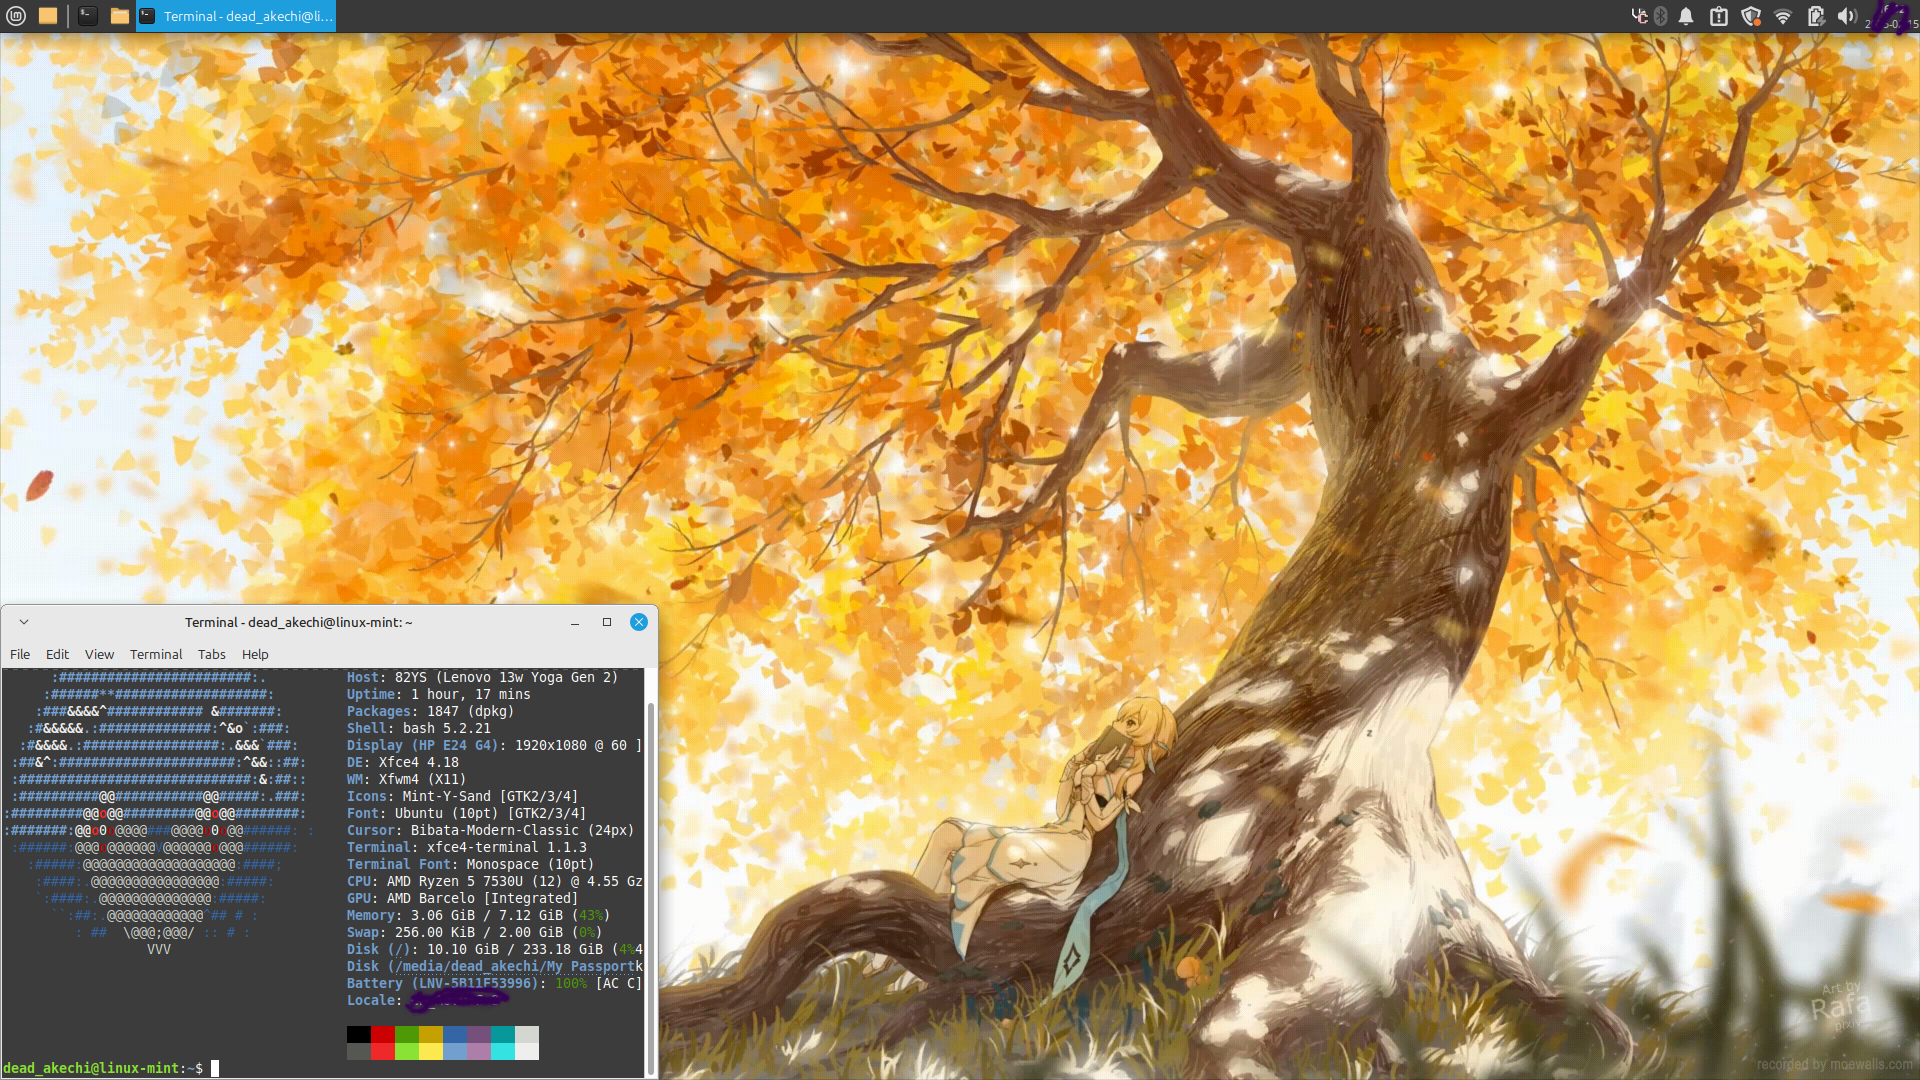 Terminal - dead_akechi@li...
Terminal - dead_akechi@linux-mint: ~
File Edit View Terminal Tabs Help
:########################:. Host: 82YS (Lenovo 13w Yoga Gen 2)
:######**###################: Uptime: 1 hour, 17 mins
:###&&&&^############ &#######: Packages: 1847 (dpkg)
:#&&&&&.:##############:^&o`:###: Shell: bash 5.2.21
:#&&&&.:#################:.&&&`###: Display (HP E24 G4): 1920x1080 @ 60 ]
:##&^:######################:^&&::##: DE: Xfce4 4.18
:#############################:&:##:: WM: Xfwm4 (X11)
:##########@@###########@@#####:.###: Icons: Mint-Y-Sand [GTK2/3/4]
:#########@@o@@#########@@o@@########: Font: Ubuntu (10pt) [GTK2/3/4]
:#######:@@o0o@@@@###@@@@o0o@@######: : Cursor: Bibata-Modern-Classic (24px)
:######:@@@o@@@@@@V@@@@@@o@@@######: Terminal: xfce4-terminal 1.1.3
:#####:@@@@@@@@@@@@@@@@@@@:####; Terminal Font: Monospace (10pt)
:####:.@@@@@@@@@@@@@@@@:#####: CPU: AMD Ryzen 5 7530U (12) @ 4.55 Gz
`:####:.@@@@@@@@@@@@@@:#####: GPU: AMD Barcelo [Integrated]
``:##:.@@@@@@@@@@@@^## # : Memory: 3.06 GiB / 7.12 GiB (43%)
: ## \@@@;@@@/ :: # : Swap: 256.00 KiB / 2.00 GiB (0%)
VVV Disk (/): 10.10 GiB / 233.18 GiB (4%4
Disk (/media/dead_akechi/My Passportk
Battery (LNV-5B11F53996): 100% [AC C]
Locale:
dead_akechi@linux-mint:~$
z
Art by
Rafa
pixiv
recorded by moewalls.com